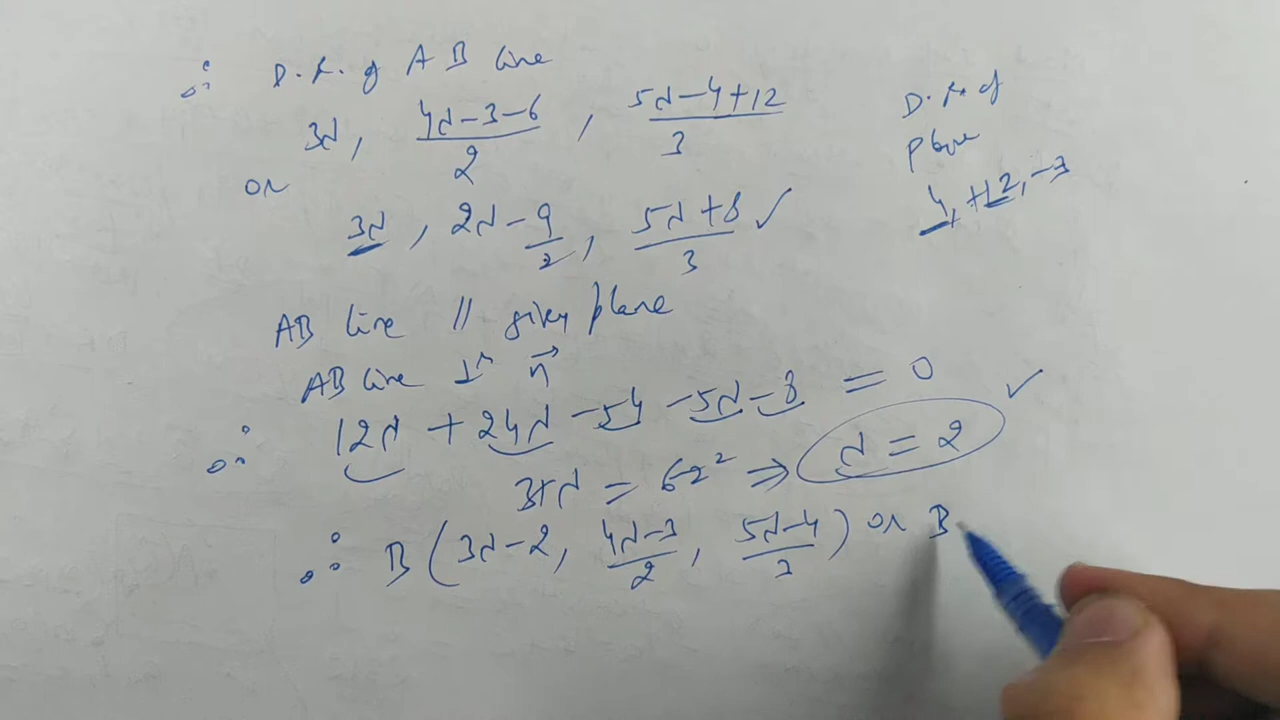 ∴ D.r. of AB line
3λ, (4λ-3-6)/2, (5λ-4+12)/3
or
3λ, 2λ-9/2, (5λ+8)/3 ✓
D.r. of
plane
4, +12, -3
AB line // given plane
AB line ⊥r n⃗
∴ 12λ + 24λ - 54 - 5λ - 8 = 0
31λ = 62² ⇒ λ = 2 ✓
∴ B(3λ-2, (4λ-3)/2, (5λ-4)/3) or B